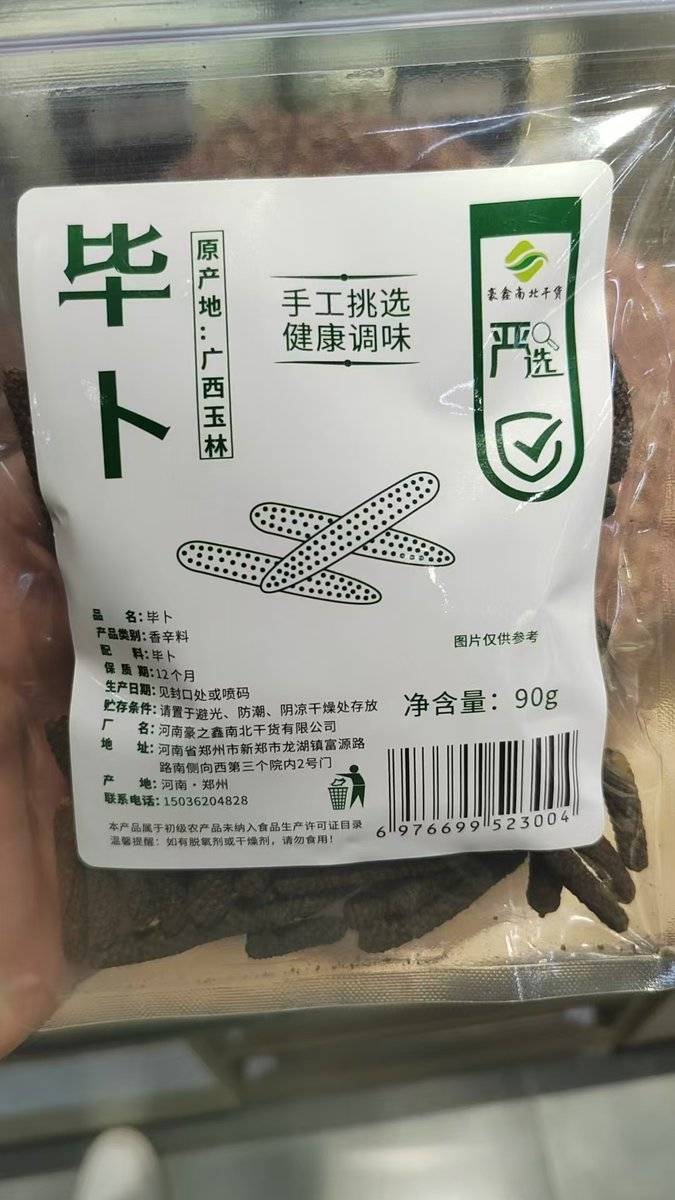 毕卜
原产地：广西玉林
手工挑选
健康调味
豪鑫南北干货
严选
品名：毕卜
产品类别：香辛料
配料：毕卜
保质期：12个月
生产日期：见封口处或喷码
贮存条件：请置于避光、防潮、阴凉干燥处存放
厂名：河南豪之鑫南北干货有限公司
地址：河南省郑州市新郑市龙湖镇富源路
路南侧向西第三个院内2号门
产地：河南·郑州
联系电话：15036204828
本产品属于初级农产品未纳入食品生产许可证目录
温馨提醒：如有脱氧剂或干燥剂，请勿食用！
图片仅供参考
净含量：90g
6976699523004